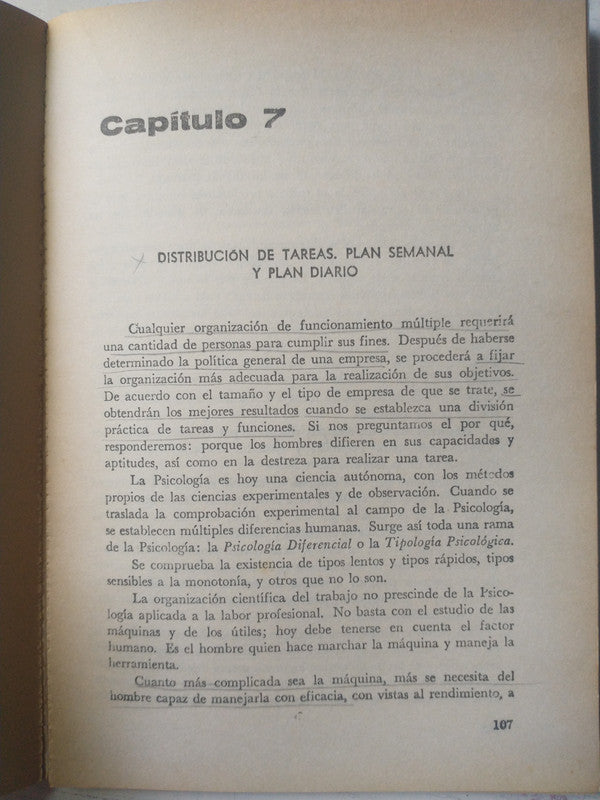 Capítulo 7
DISTRIBUCIÓN DE TAREAS. PLAN SEMANAL
Y PLAN DIARIO
Cualquier organización de funcionamiento múltiple requerirá
una cantidad de personas para cumplir sus fines. Después de haberse
determinado la política general de una empresa, se procederá a fijar
la organización más adecuada para la realización de sus objetivos.
De acuerdo con el tamaño y el tipo de empresa de que se trate, se
obtendrán los mejores resultados cuando se establezca una división
práctica de tareas y funciones. Si nos preguntamos el por qué,
responderemos: porque los hombres difieren en sus capacidades y
aptitudes, así como en la destreza para realizar una tarea.
La Psicología es hoy una ciencia autónoma, con los métodos
propios de las ciencias experimentales y de observación. Cuando se
traslada la comprobación experimental al campo de la Psicología,
se establecen múltiples diferencias humanas. Surge así toda una rama
de la Psicología: la Psicología Diferencial o la Tipología Psicológica.
Se comprueba la existencia de tipos lentos y tipos rápidos, tipos
sensibles a la monotonía, y otros que no lo son.
La organización científica del trabajo no prescinde de la Psico-
logía aplicada a la labor profesional. No basta con el estudio de las
máquinas y de los útiles; hoy debe tenerse en cuenta el factor
humano. Es el hombre quien hace marchar la máquina y maneja la
herramienta.
Cuanto más complicada sea la máquina, más se necesita del
hombre capaz de manejarla con eficacia, con vistas al rendimiento, a
107